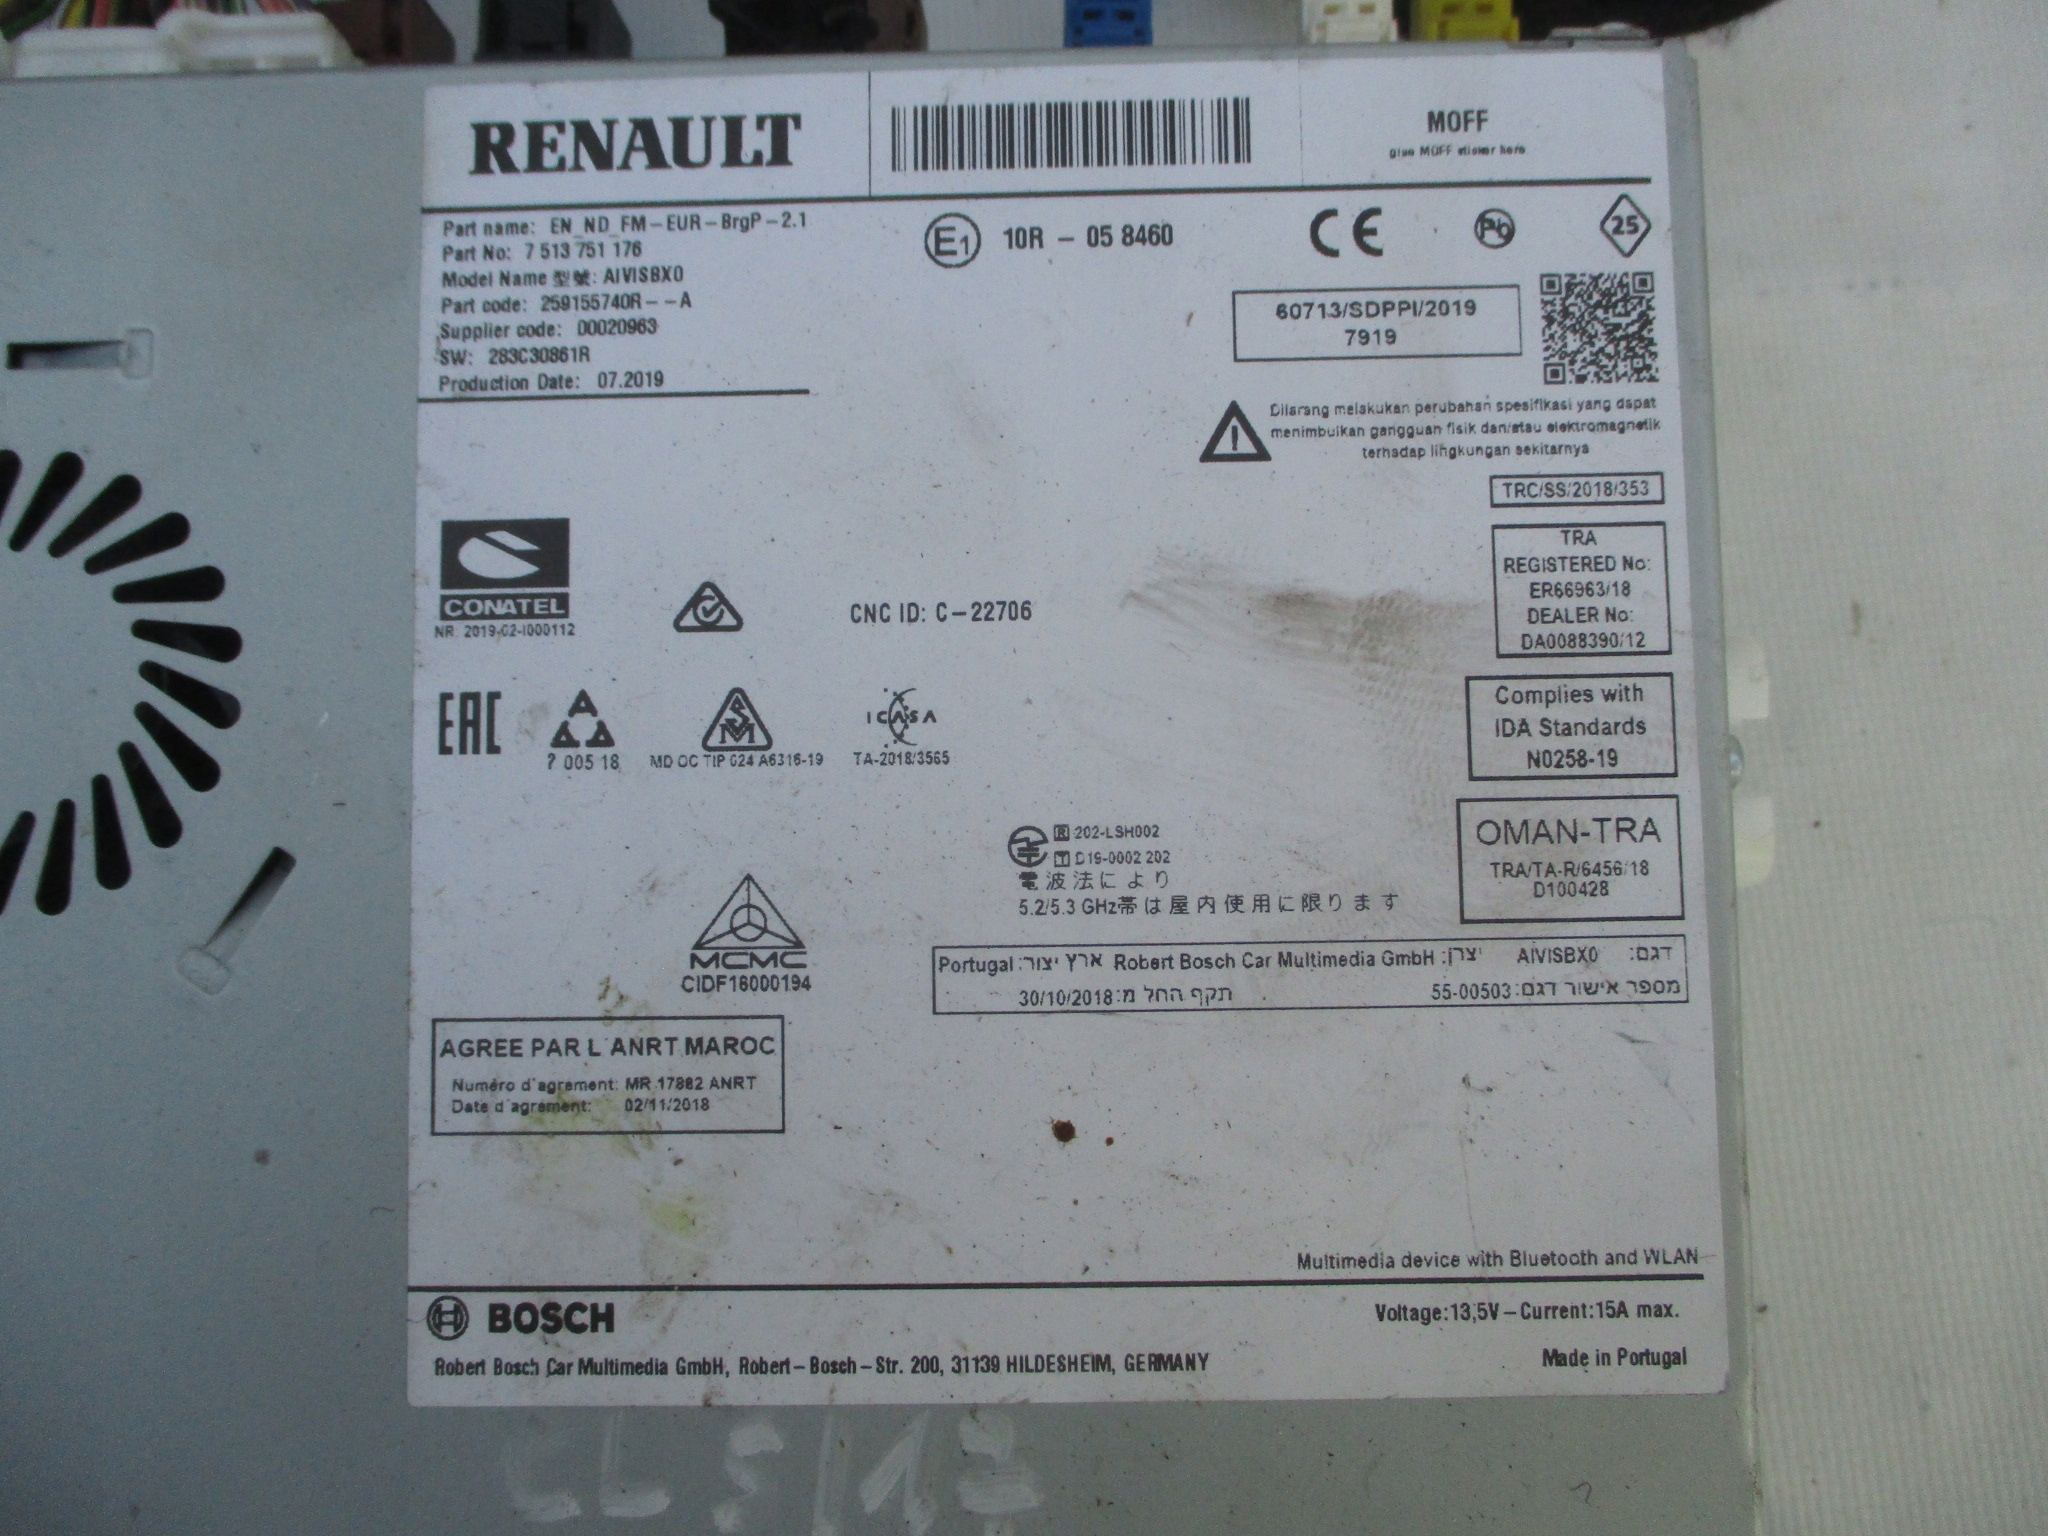 RENAULT
MOFF
glue MOFF sticker here
Part name: EN_ND_FM-EUR-BrgP-2.1
Part No: 7 513 751 176
Model Name 型號: AIVISBX0
Part code: 259155740R--A
Supplier code: 00020963
SW: 283C30861R
Production Date: 07.2019
E1 10R - 05 8460
CE
Pb
25
60713/SDPPI/2019
7919
Dilarang melakukan perubahan spesifikasi yang dapat
menimbulkan gangguan fisik dan/atau elektromagnetik
terhadap lingkungan sekitarnya
TRC/SS/2018/353
TRA
REGISTERED No:
ER66963/18
DEALER No:
DA0088390/12
CONATEL
NR: 2019-02-I000112
CNC ID: C-22706
Complies with
IDA Standards
N0258-19
EAC
? 005 18
SM
MD OC TIP 024 A6316-19
ICASA
TA-2018/3565
OMAN-TRA
TRA/TA-R/6456/18
D100428
R 202-LSH002
T D19-0002 202
電波法により
5.2/5.3 GHz帯は屋内使用に限ります
MCMC
CIDF16000194
דגם: AIVISBX0 יצרן: Robert Bosch Car Multimedia GmbH ארץ יצור: Portugal
מספר אישור דגם: 55-00503 תקף החל מ: 30/10/2018
AGREE PAR L'ANRT MAROC
Numéro d'agrement: MR 17882 ANRT
Date d'agrement: 02/11/2018
Multimedia device with Bluetooth and WLAN
BOSCH
Voltage:13,5V-Current:15A max.
Robert Bosch Car Multimedia GmbH, Robert-Bosch-Str. 200, 31139 HILDESHEIM, GERMANY
Made in Portugal